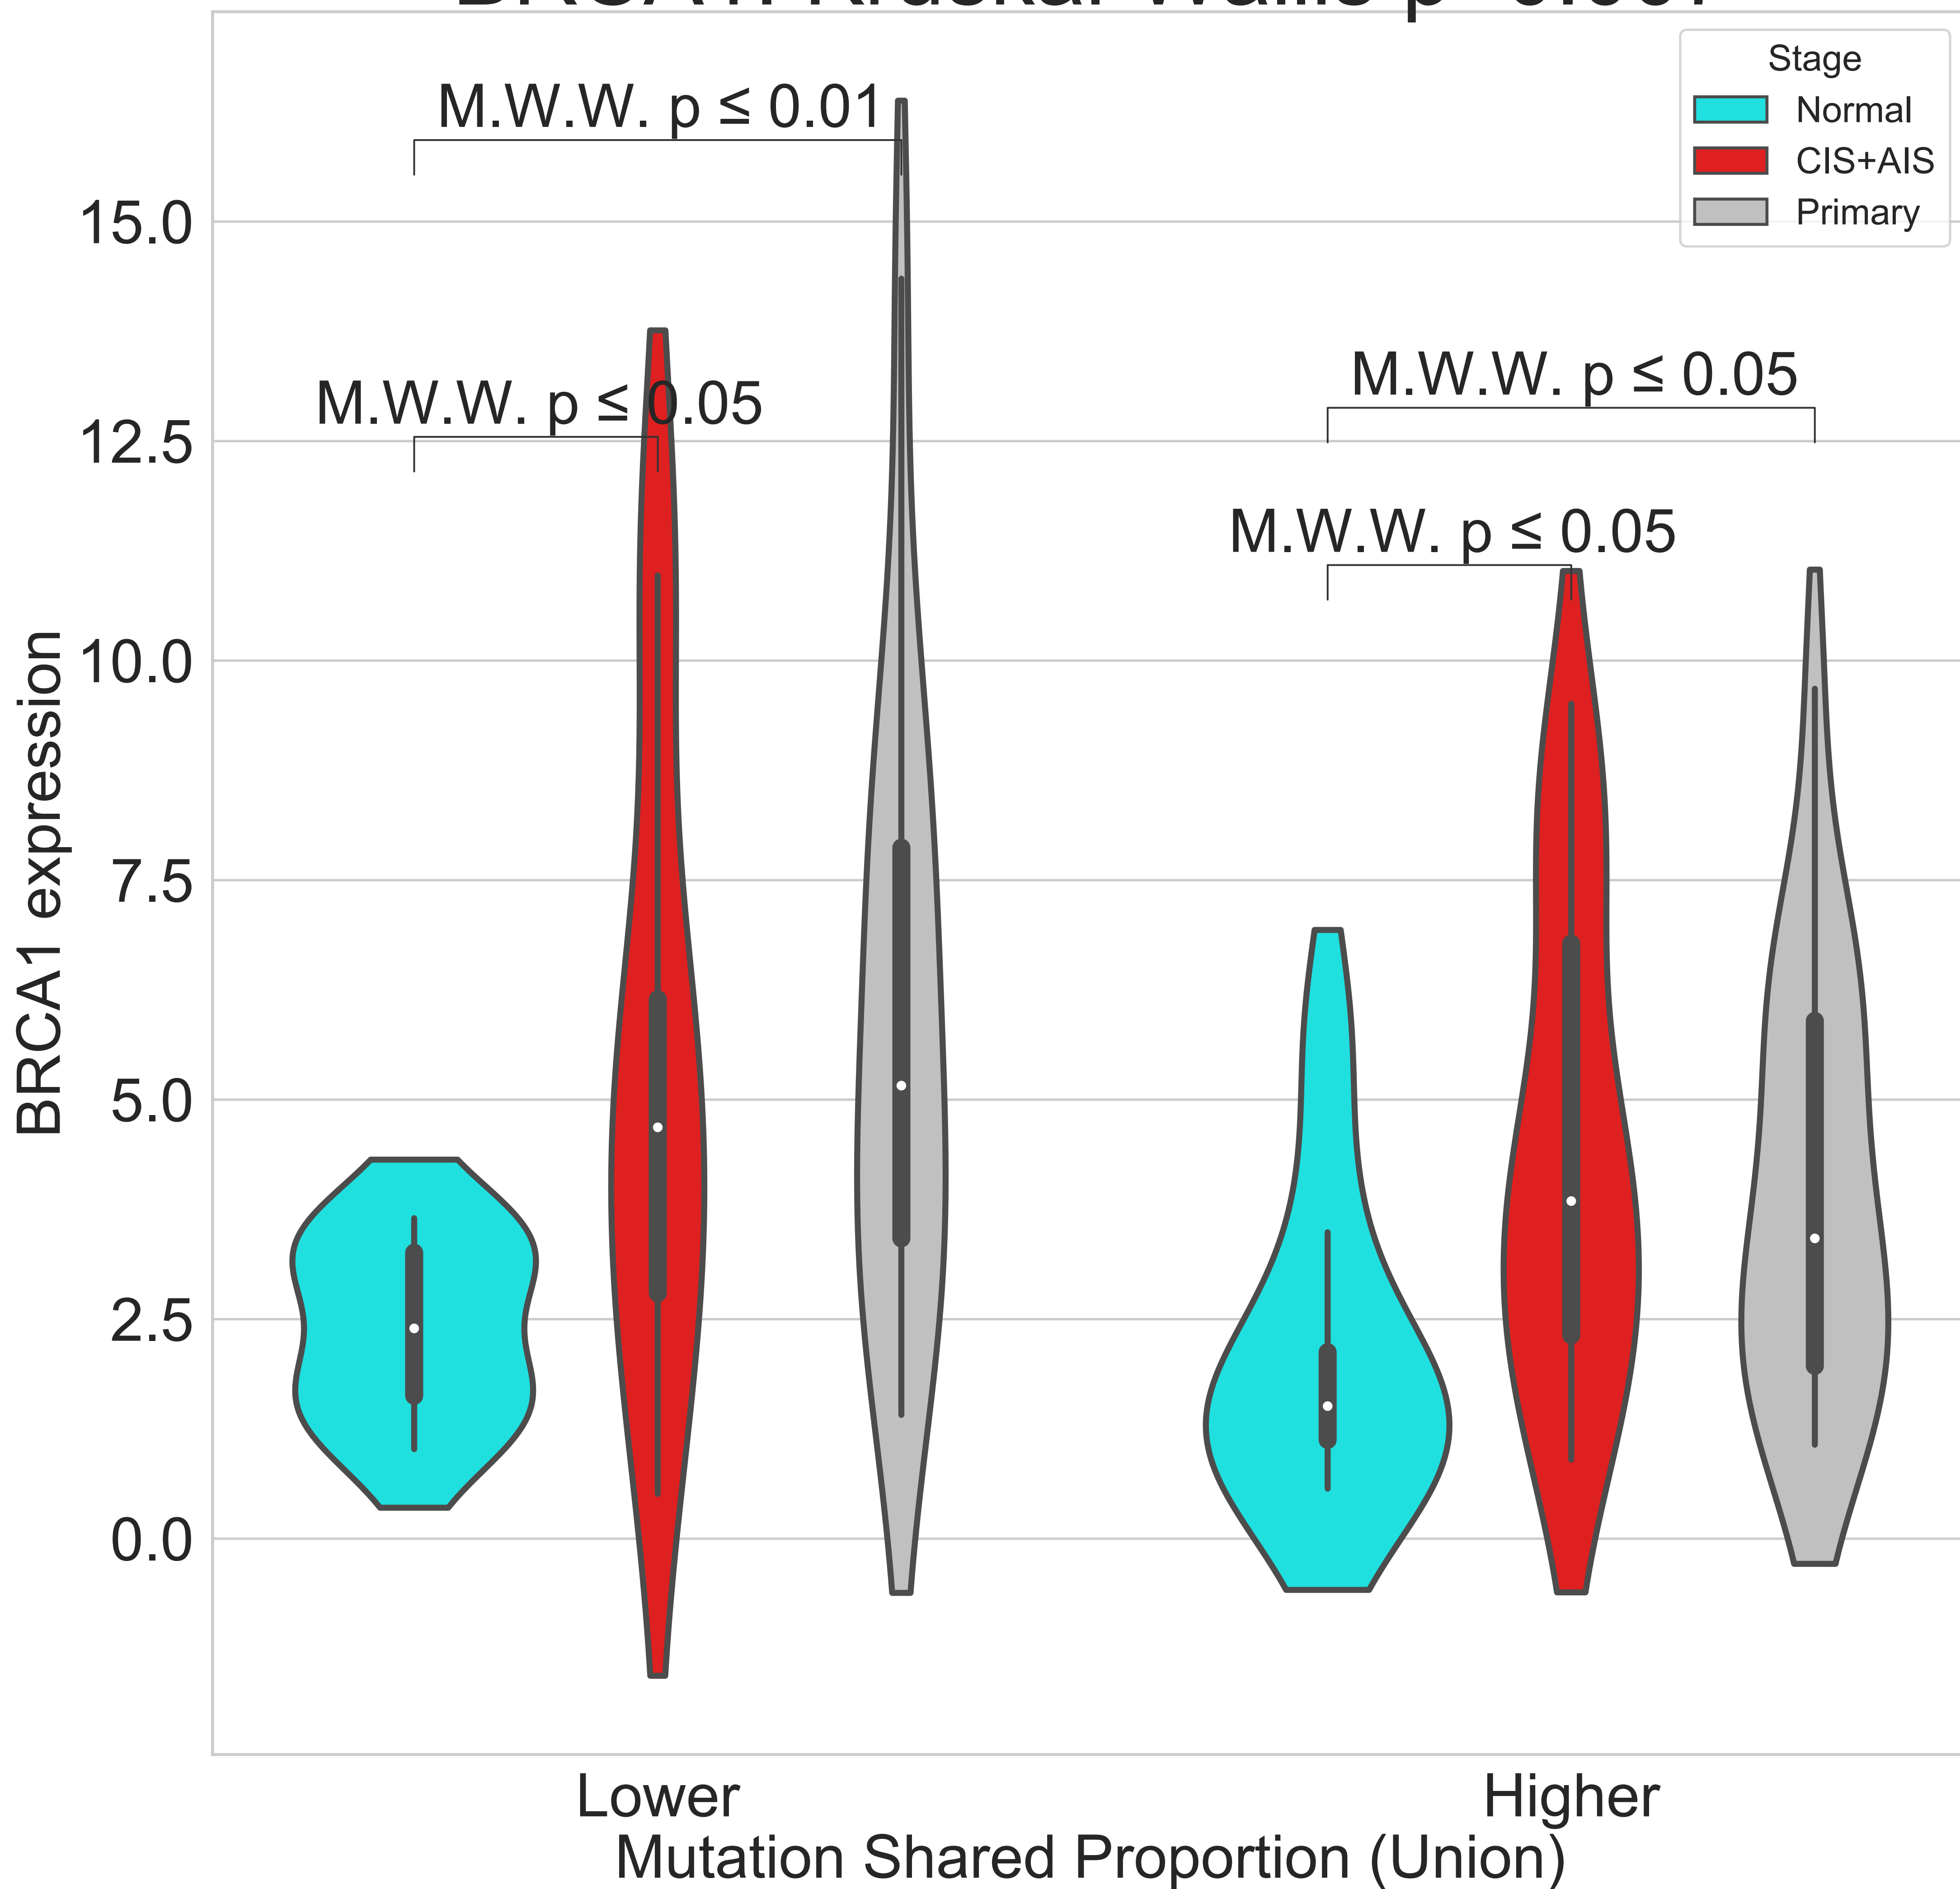 Stage
Normal
CIS+AIS
Primary
M.W.W. p ≤ 0.01
M.W.W. p ≤ 0.05
M.W.W. p ≤ 0.05
M.W.W. p ≤ 0.05
15.0
12.5
10.0
7.5
5.0
2.5
0.0
BRCA1 expression
Lower
Higher
Mutation Shared Proportion (Union)